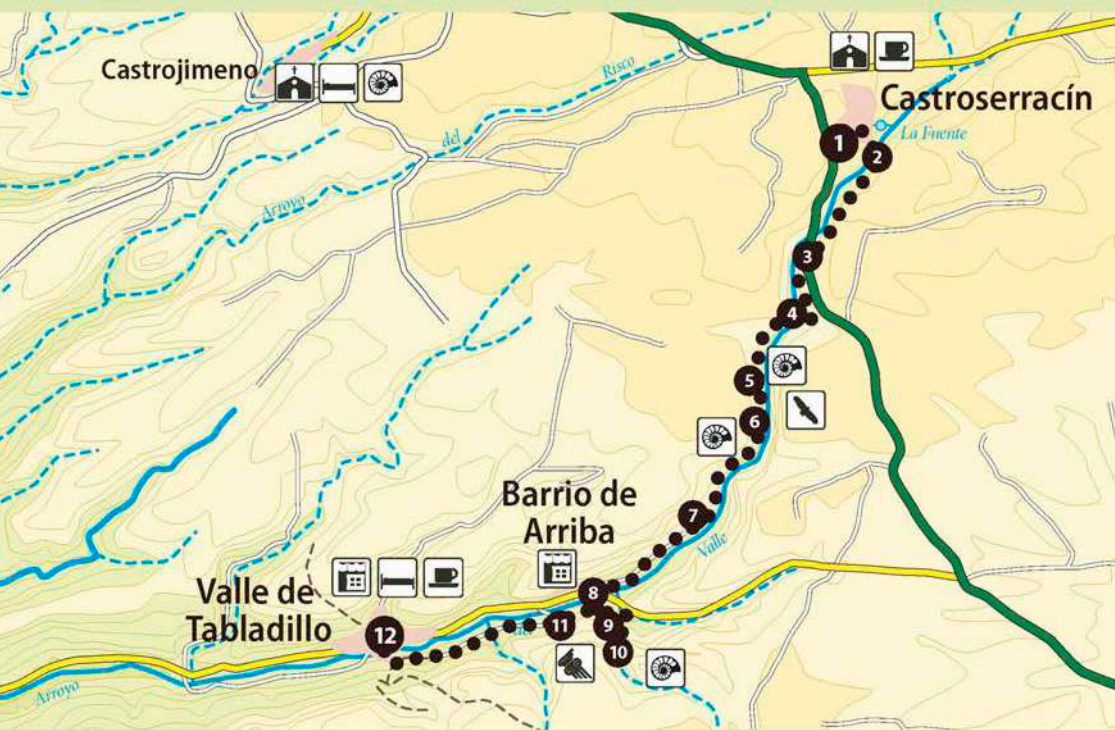 Castrojimeno
Risco
del
Arroyo
Castroserracín
La Fuente
1
2
3
4
5
6
7
Valle
Barrio de
Arriba
8
9
10
11
del
Valle de
Tabladillo
12
Arroyo